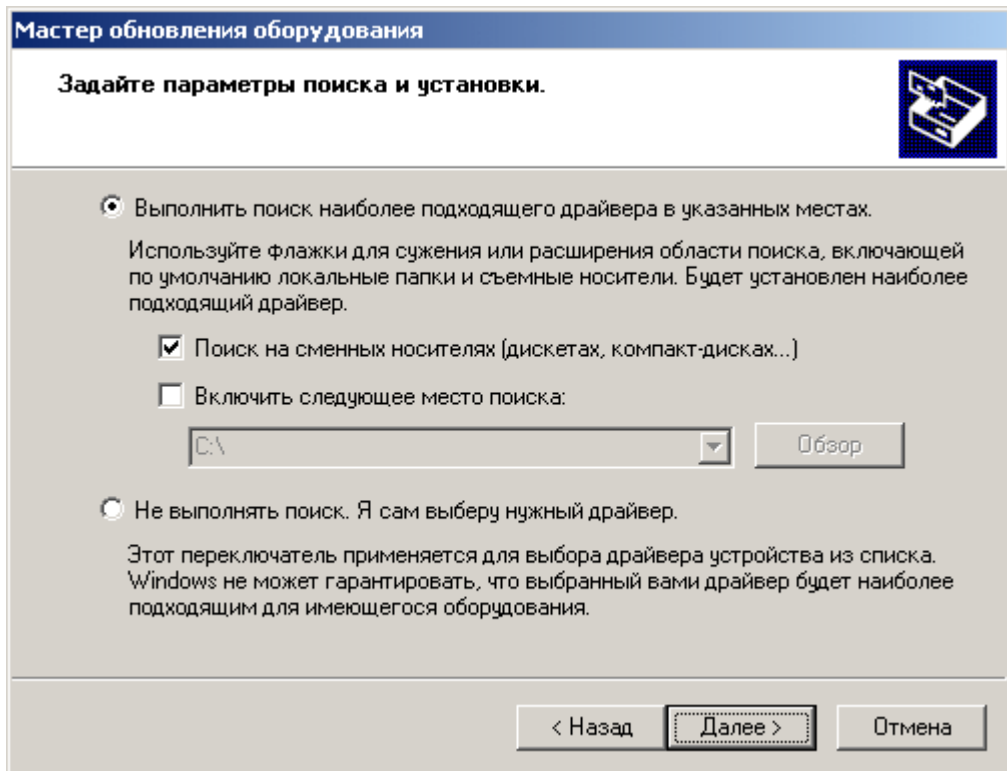 Мастер обновления оборудования
Задайте параметры поиска и установки.
Выполнить поиск наиболее подходящего драйвера в указанных местах.
Используйте флажки для сужения или расширения области поиска, включающей
по умолчанию локальные папки и съемные носители. Будет установлен наиболее
подходящий драйвер.
Поиск на сменных носителях (дискетах, компакт-дисках...)
Включить следующее место поиска:
C:\
Обзор
Не выполнять поиск. Я сам выберу нужный драйвер.
Этот переключатель применяется для выбора драйвера устройства из списка.
Windows не может гарантировать, что выбранный вами драйвер будет наиболее
подходящим для имеющегося оборудования.
< Назад
Далее >
Отмена